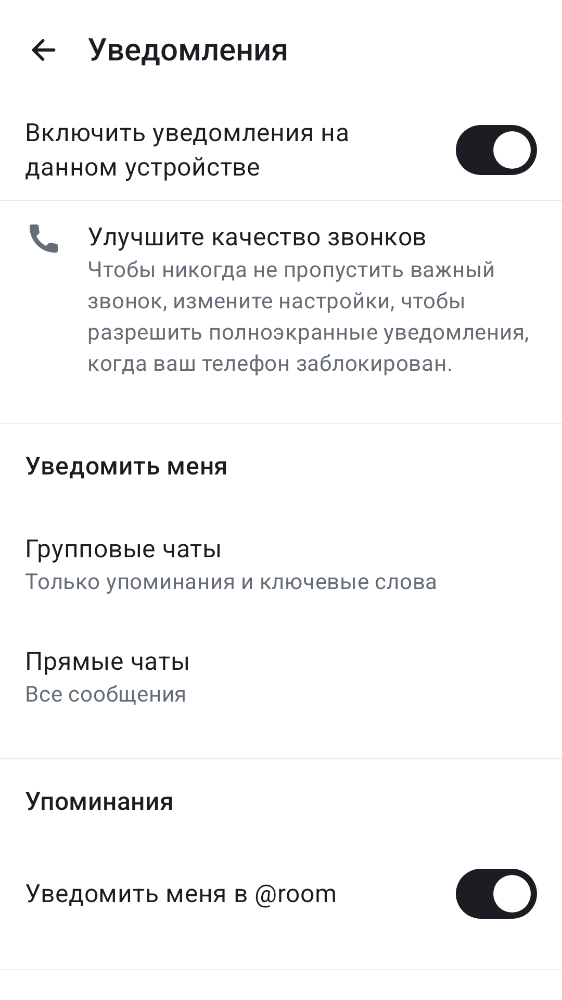 Уведомления
Включить уведомления на
данном устройстве
Улучшите качество звонков
Чтобы никогда не пропустить важный
звонок, измените настройки, чтобы
разрешить полноэкранные уведомления,
когда ваш телефон заблокирован.
Уведомить меня
Групповые чаты
Только упоминания и ключевые слова
Прямые чаты
Все сообщения
Упоминания
Уведомить меня в @room